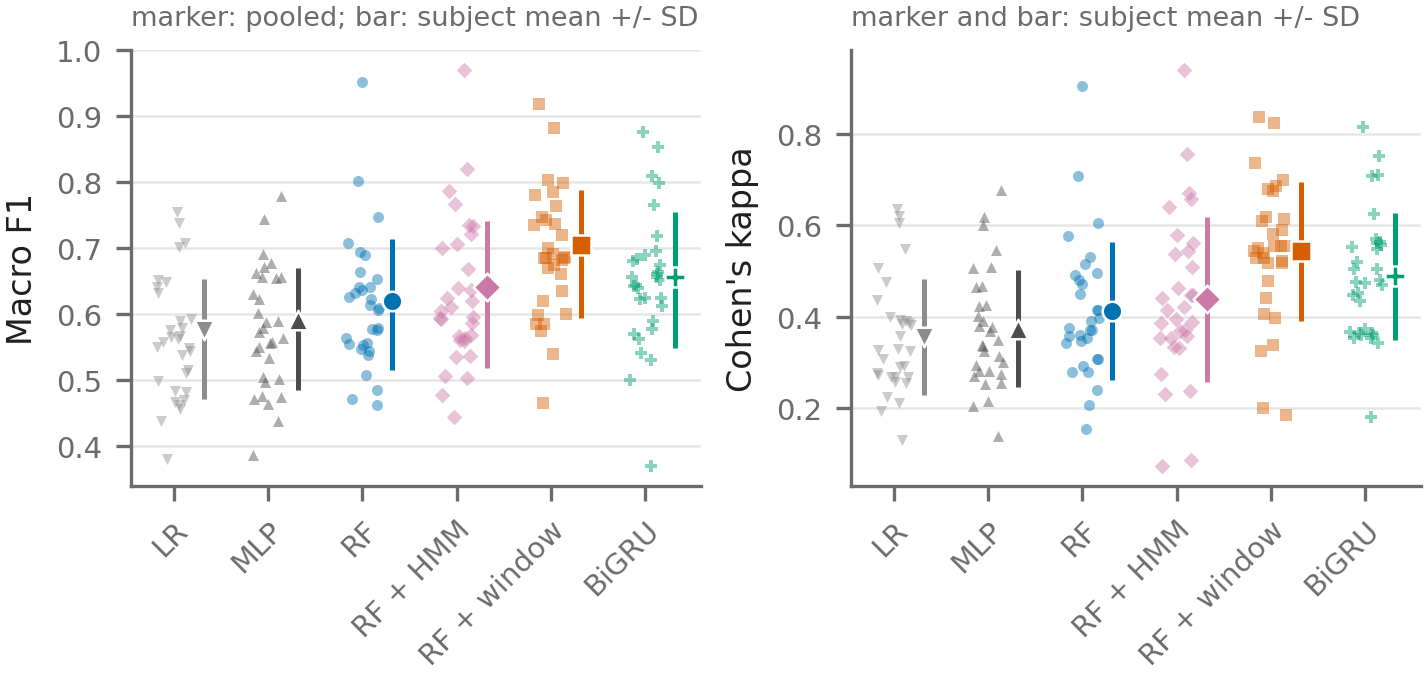 marker: pooled; bar: subject mean +/- SD
Macro F1
1.0
0.9
0.8
0.7
0.6
0.5
0.4
LR
MLP
RF
RF + HMM
RF + window
BiGRU
marker and bar: subject mean +/- SD
Cohen's kappa
0.8
0.6
0.4
0.2
LR
MLP
RF
RF + HMM
RF + window
BiGRU